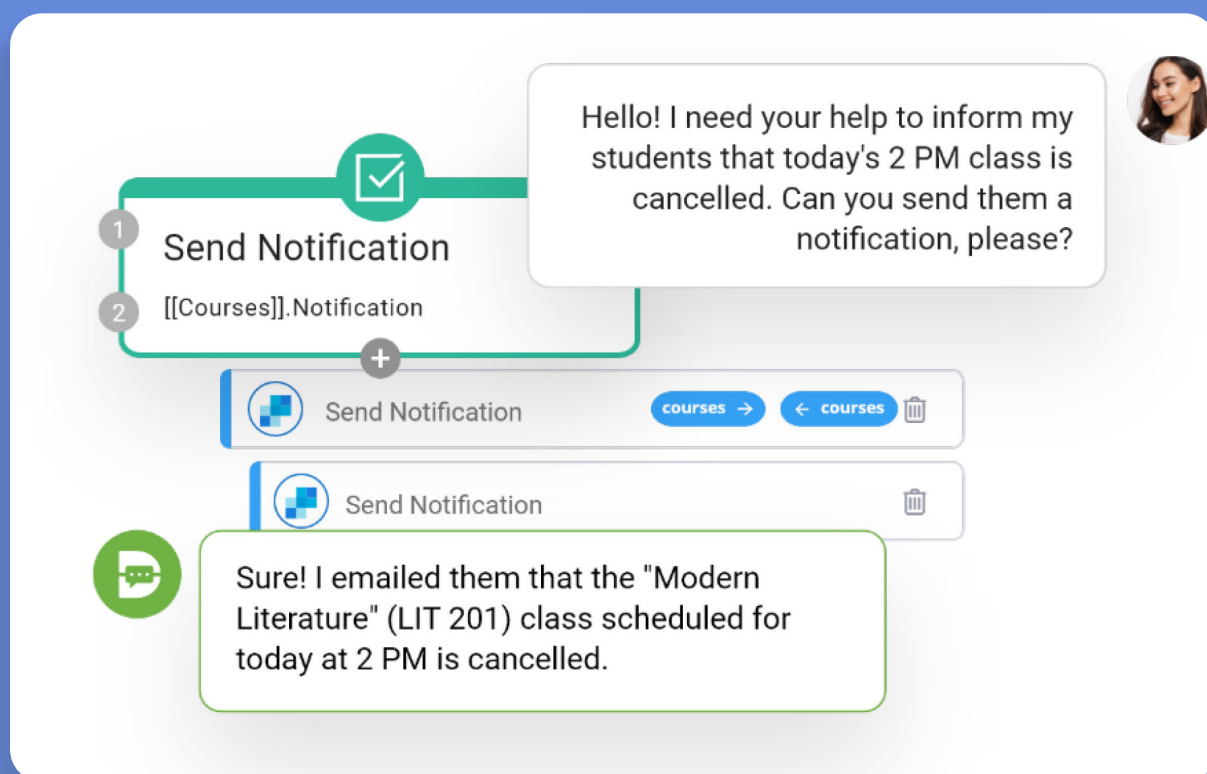 Hello! I need your help to inform my
students that today's 2 PM class is
cancelled. Can you send them a
notification, please?
1
Send Notification
2
[[Courses]].Notification
+
Send Notification
courses →
← courses
Send Notification
Sure! I emailed them that the "Modern
Literature" (LIT 201) class scheduled for
today at 2 PM is cancelled.